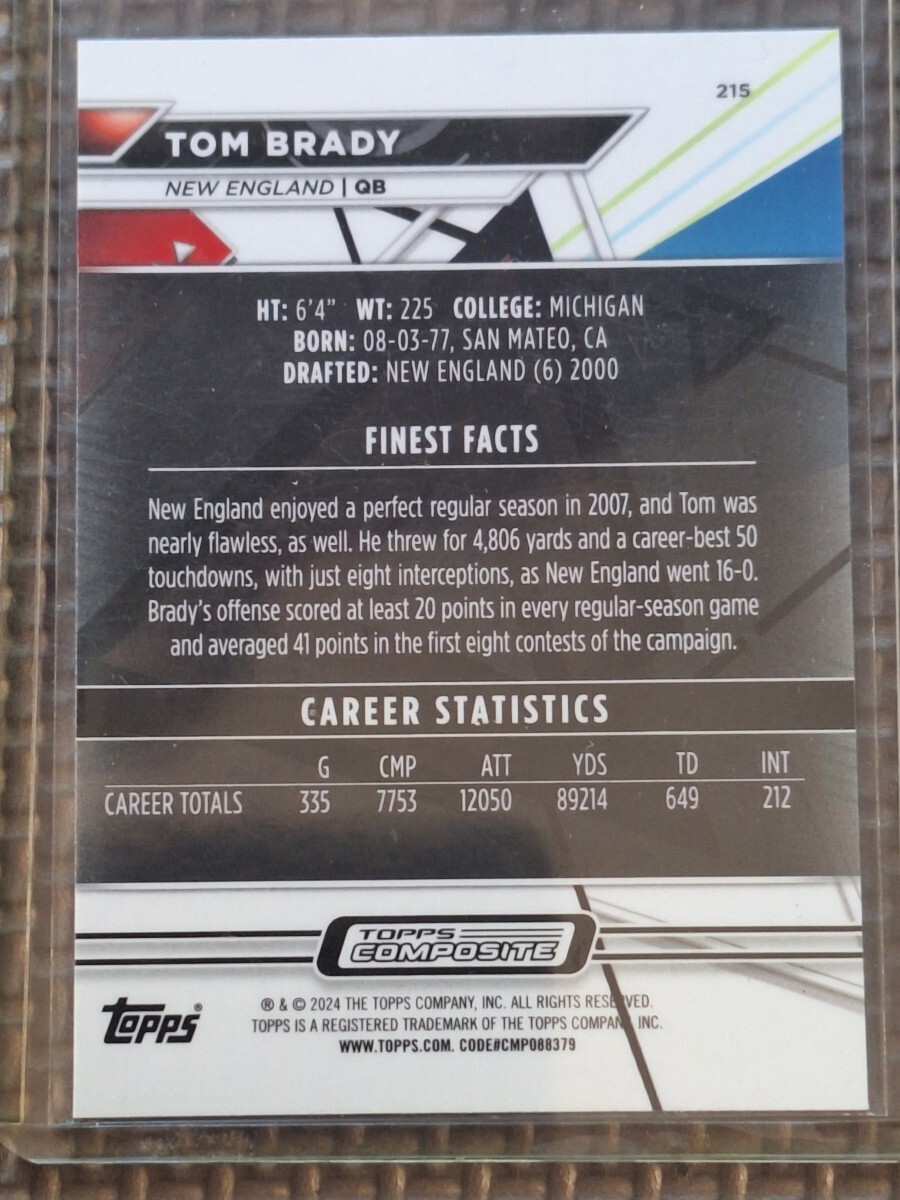 215
TOM BRADY
NEW ENGLAND | QB
HT: 6'4" WT: 225 COLLEGE: MICHIGAN
BORN: 08-03-77, SAN MATEO, CA
DRAFTED: NEW ENGLAND (6) 2000
FINEST FACTS
New England enjoyed a perfect regular season in 2007, and Tom was
nearly flawless, as well. He threw for 4,806 yards and a career-best 50
touchdowns, with just eight interceptions, as New England went 16-0.
Brady's offense scored at least 20 points in every regular-season game
and averaged 41 points in the first eight contests of the campaign.
CAREER STATISTICS
G CMP ATT YDS TD INT
CAREER TOTALS 335 7753 12050 89214 649 212
TOPPS
COMPOSITE
topps®
® & © 2024 THE TOPPS COMPANY, INC. ALL RIGHTS RESERVED.
TOPPS IS A REGISTERED TRADEMARK OF THE TOPPS COMPANY, INC.
WWW.TOPPS.COM. CODE#CMP088379